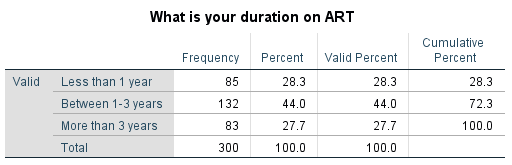 What is your duration on ART
Frequency Percent Valid Percent Cumulative Percent
Valid Less than 1 year 85 28.3 28.3 28.3
Between 1-3 years 132 44.0 44.0 72.3
More than 3 years 83 27.7 27.7 100.0
Total 300 100.0 100.0